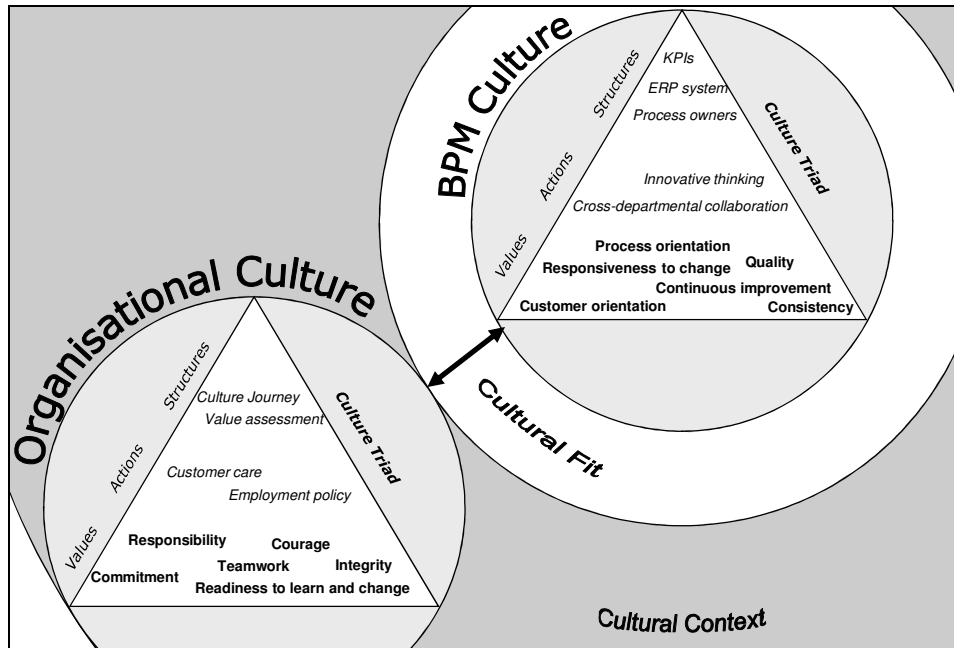 BPM Culture
Structures
Actions
Values
KPIs
ERP system
Process owners
Culture Triad
Innovative thinking
Cross-departmental collaboration
Process orientation
Quality
Responsiveness to change
Continuous improvement
Customer orientation
Consistency
Cultural Fit
Organisational Culture
Structures
Actions
Values
Culture Journey
Value assessment
Culture Triad
Customer care
Employment policy
Responsibility
Courage
Teamwork
Integrity
Commitment
Readiness to learn and change
Cultural Context